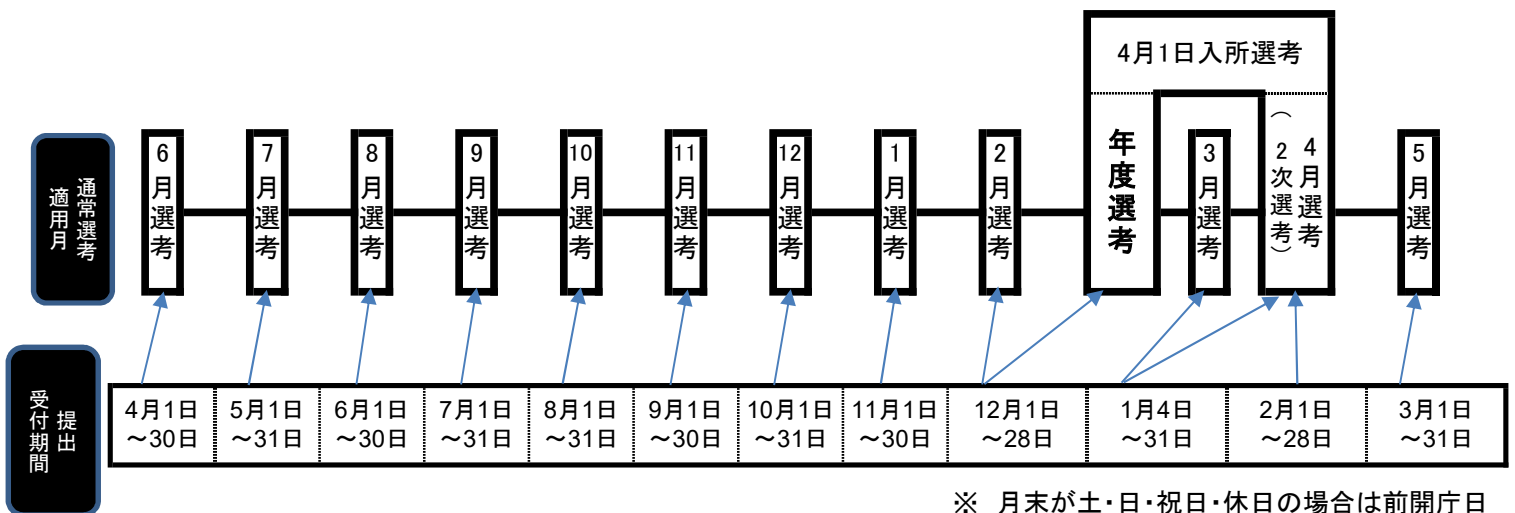 4月1日入所選考
通常選考
適用月
6月選考
7月選考
8月選考
9月選考
10月選考
11月選考
12月選考
1月選考
2月選考
年度選考
3月選考
4月選考
（2次選考）
5月選考
提出
受付期間
4月1日
～30日
5月1日
～31日
6月1日
～30日
7月1日
～31日
8月1日
～31日
9月1日
～30日
10月1日
～31日
11月1日
～30日
12月1日
～28日
1月4日
～31日
2月1日
～28日
3月1日
～31日
※ 月末が土・日・祝日・休日の場合は前開庁日